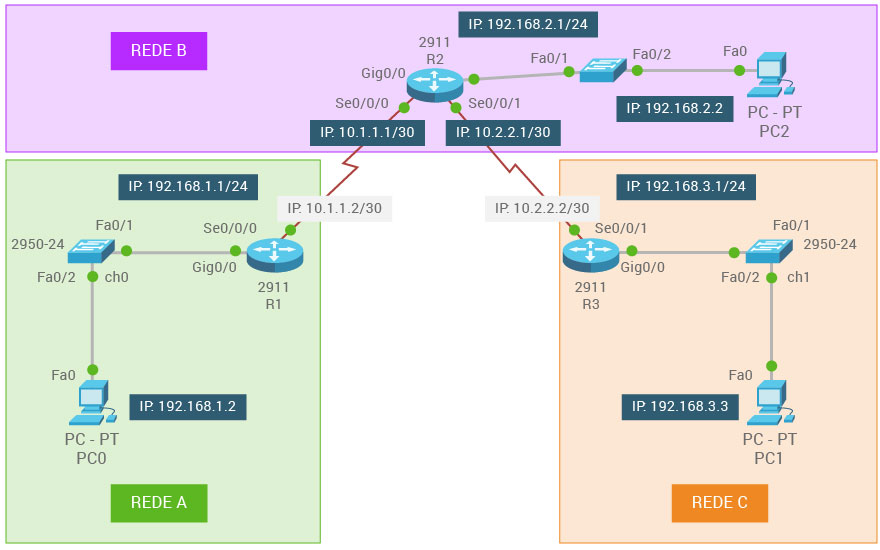 REDE B
IP: 192.168.2.1/24
2911
R2
Gig0/0
Fa0/1
Fa0/2
Fa0
Se0/0/0
Se0/0/1
IP: 192.168.2.2
PC - PT
PC2
IP: 10.1.1.1/30
IP: 10.2.2.1/30
IP: 192.168.1.1/24
IP: 10.1.1.2/30
Fa0/1
Se0/0/0
2950-24
Gig0/0
Fa0/2
ch0
2911
R1
Fa0
IP: 192.168.1.2
PC - PT
PC0
REDE A
IP: 192.168.3.1/24
IP: 10.2.2.2/30
Se0/0/1
Fa0/1
2950-24
Gig0/0
Fa0/2
ch1
2911
R3
Fa0
IP: 192.168.3.3
PC - PT
PC1
REDE C